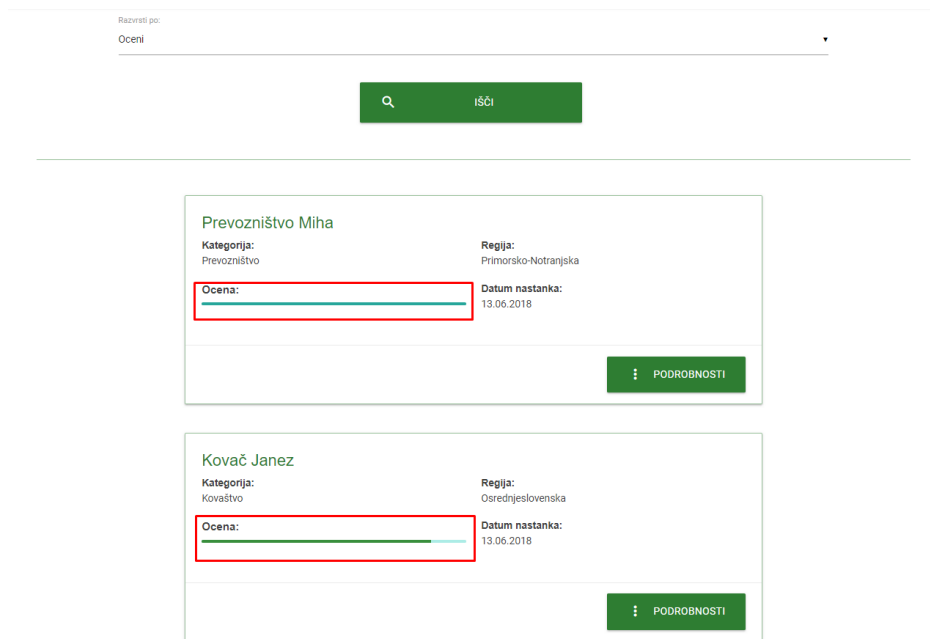 Razvrsti po:
Oceni
IŠČI
Prevozništvo Miha
Kategorija:
Prevozništvo
Regija:
Primorsko-Notranjska
Ocena:
Datum nastanka:
13.06.2018
PODROBNOSTI
Kovač Janez
Kategorija:
Kovaštvo
Regija:
Osrednjeslovenska
Ocena:
Datum nastanka:
13.06.2018
PODROBNOSTI